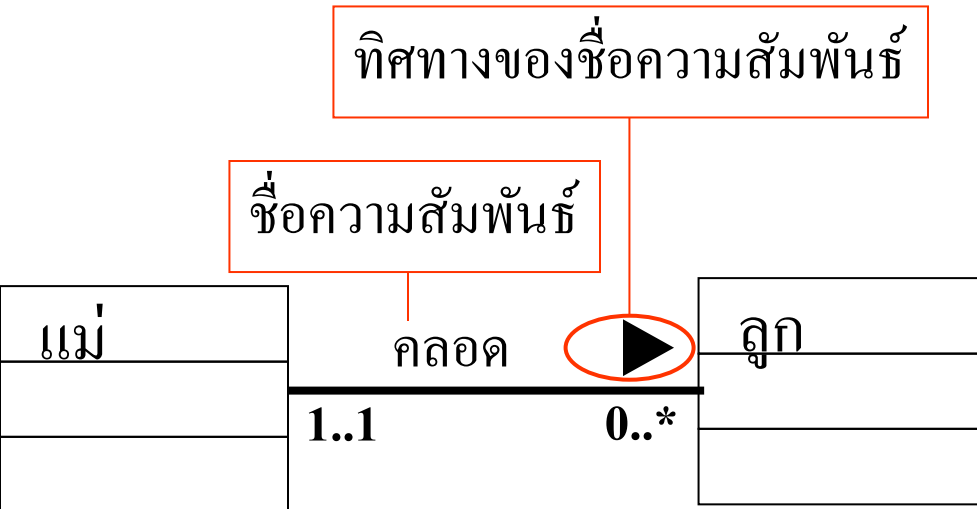 ทิศทางของชื่อความสัมพันธ์
ชื่อความสัมพันธ์
แม่
คลอด
ลูก
1..1
0..*